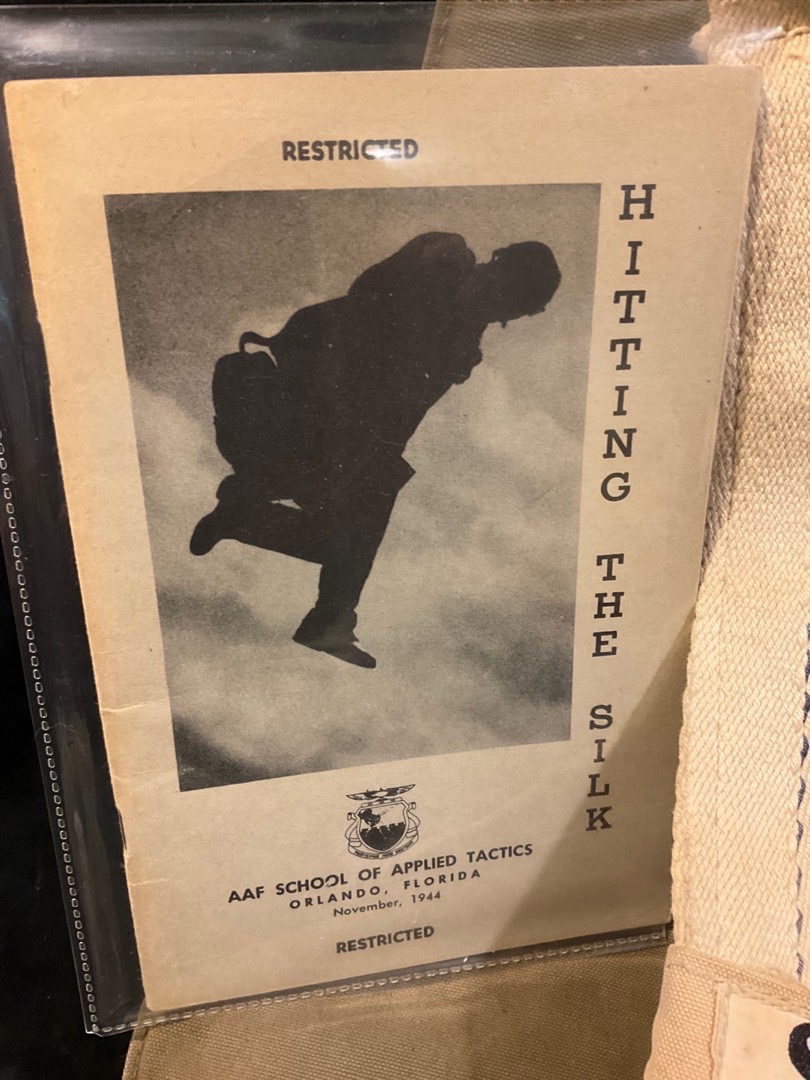 RESTRICTED
HITTING THE SILK
AAF SCHOOL OF APPLIED TACTICS
ORLANDO, FLORIDA
November, 1944
RESTRICTED